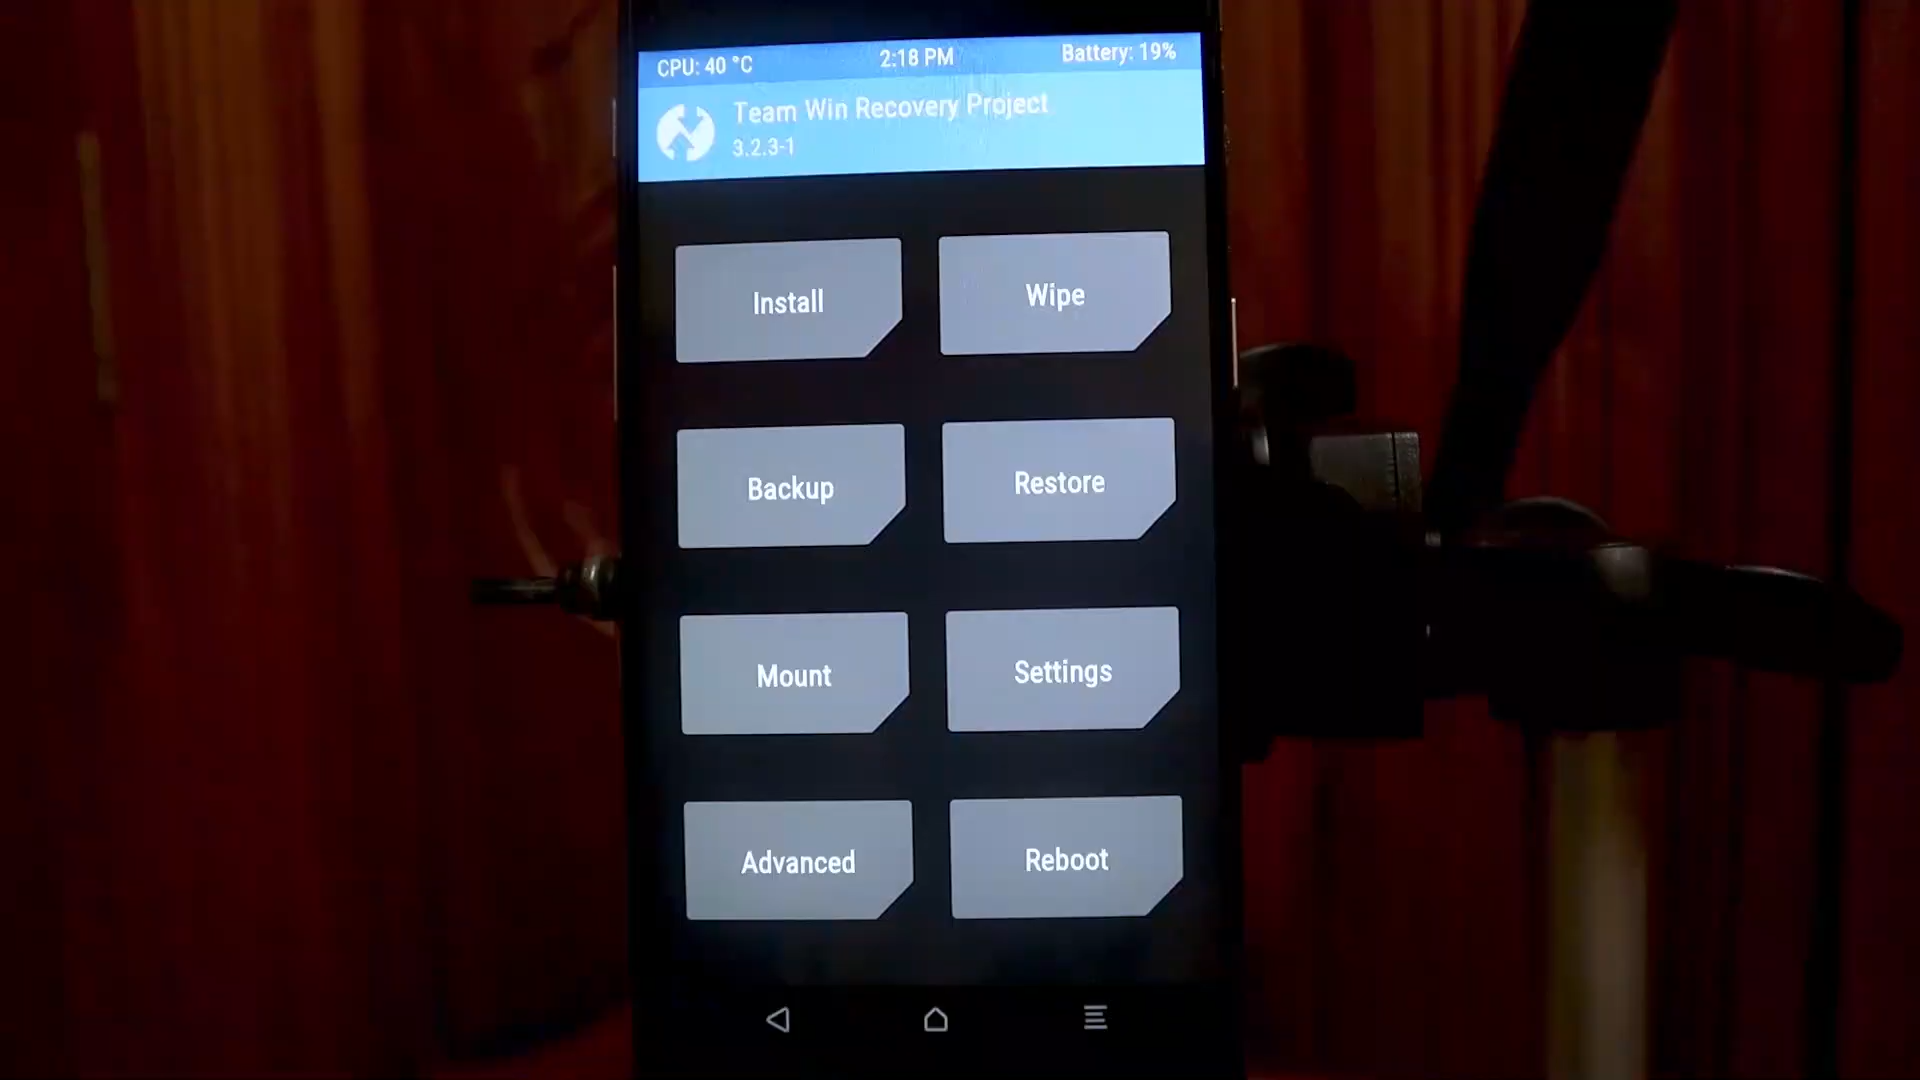 CPU: 40 °C 2:18 PM Battery: 19%
Team Win Recovery Project
3.2.3-1
Install Wipe
Backup Restore
Mount Settings
Advanced Reboot